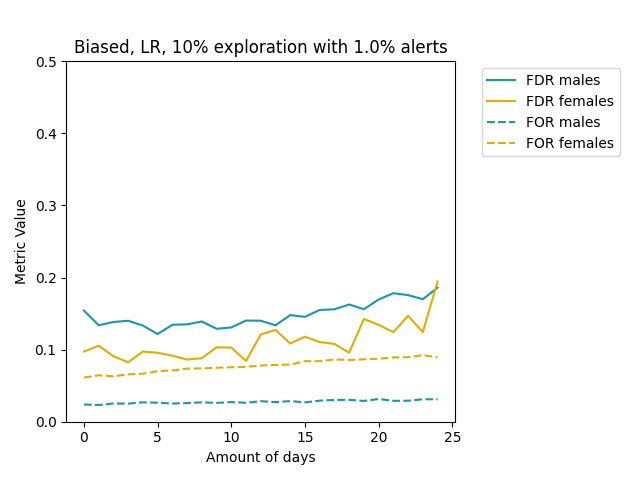 Biased, LR, 10% exploration with 1.0% alerts
FDR males
FDR females
FOR males
FOR females
Metric Value
0.5
0.4
0.3
0.2
0.1
0.0
0
5
10
15
20
25
Amount of days